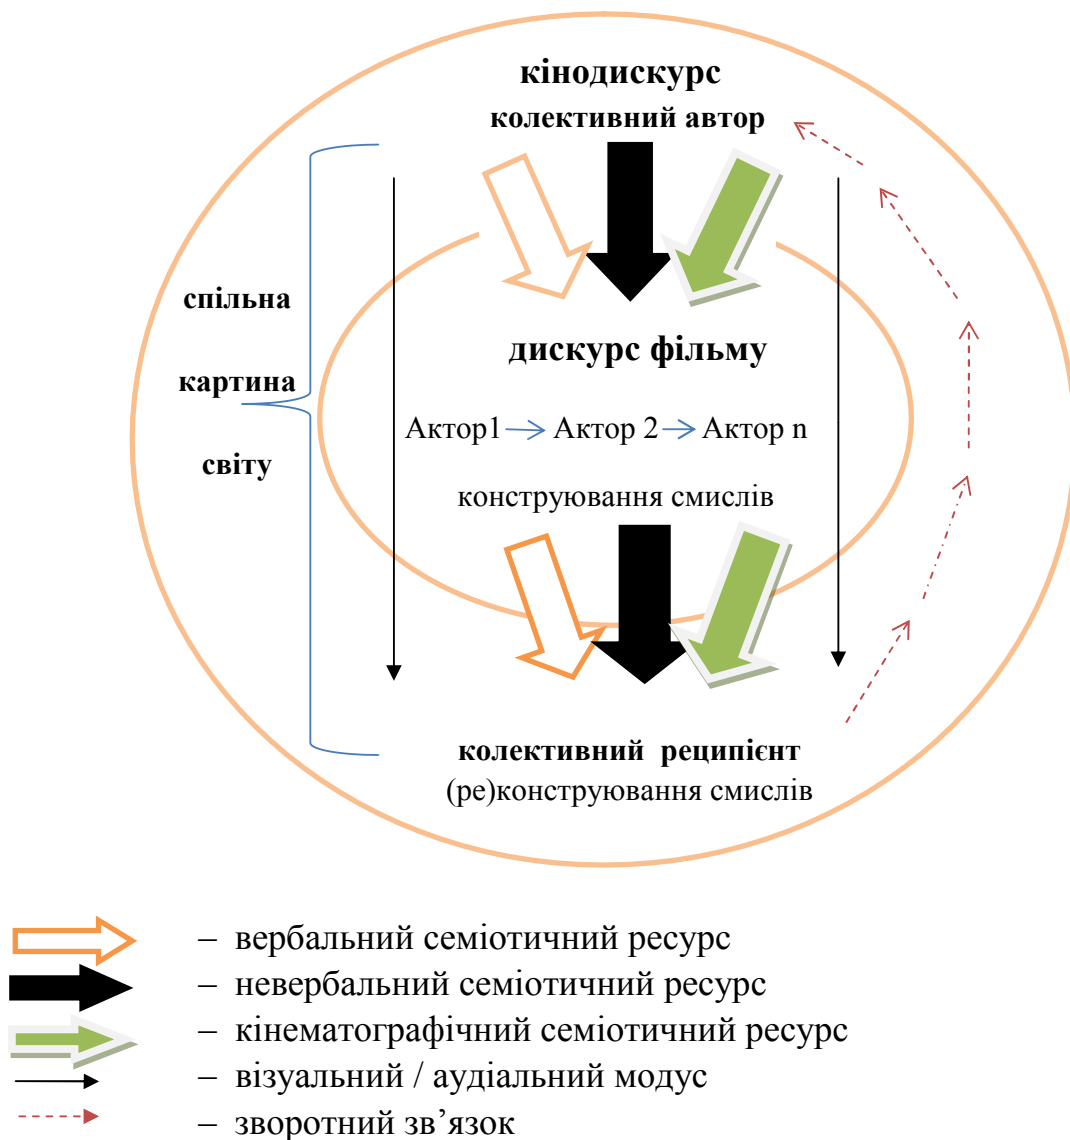 кінодискурс
колективний автор
спільна
картина
світу
дискурс фільму
Актор1 Актор 2 Актор n
конструювання смислів
колективний реципієнт
(ре)конструювання смислів
– вербальний семіотичний ресурс
– невербальний семіотичний ресурс
– кінематографічний семіотичний ресурс
– візуальний / аудіальний модус
– зворотний зв’язок